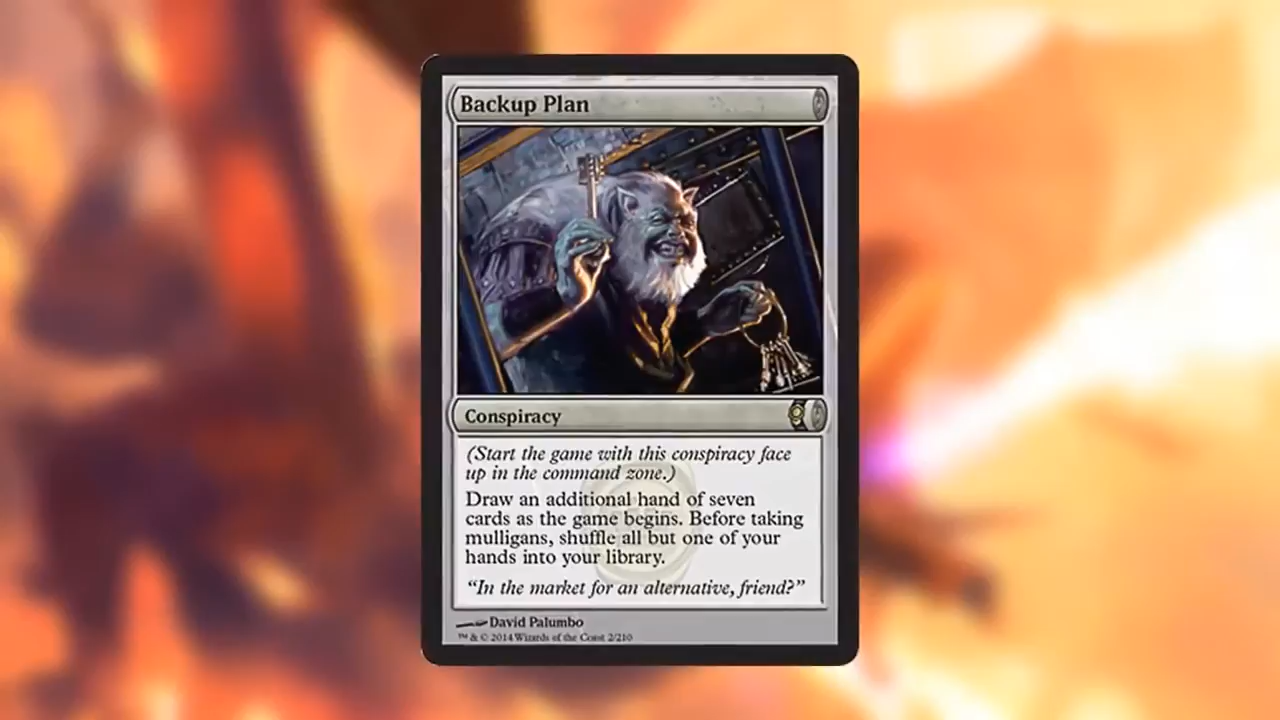 Backup Plan
Conspiracy
(Start the game with this conspiracy face
up in the command zone.)
Draw an additional hand of seven
cards as the game begins. Before taking
mulligans, shuffle all but one of your
hands into your library.
“In the market for an alternative, friend?”
David Palumbo
™ & © 2014 Wizards of the Coast 2/210